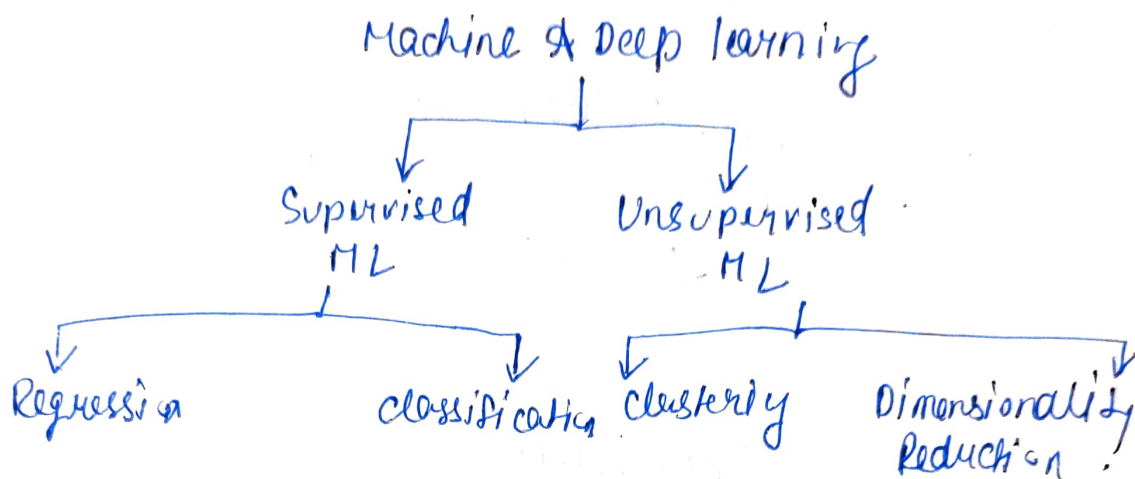 Machine & Deep learning
Supervised
ML
Unsupervised
ML
Regression
classification
Clustering
Dimensionality
Reduction